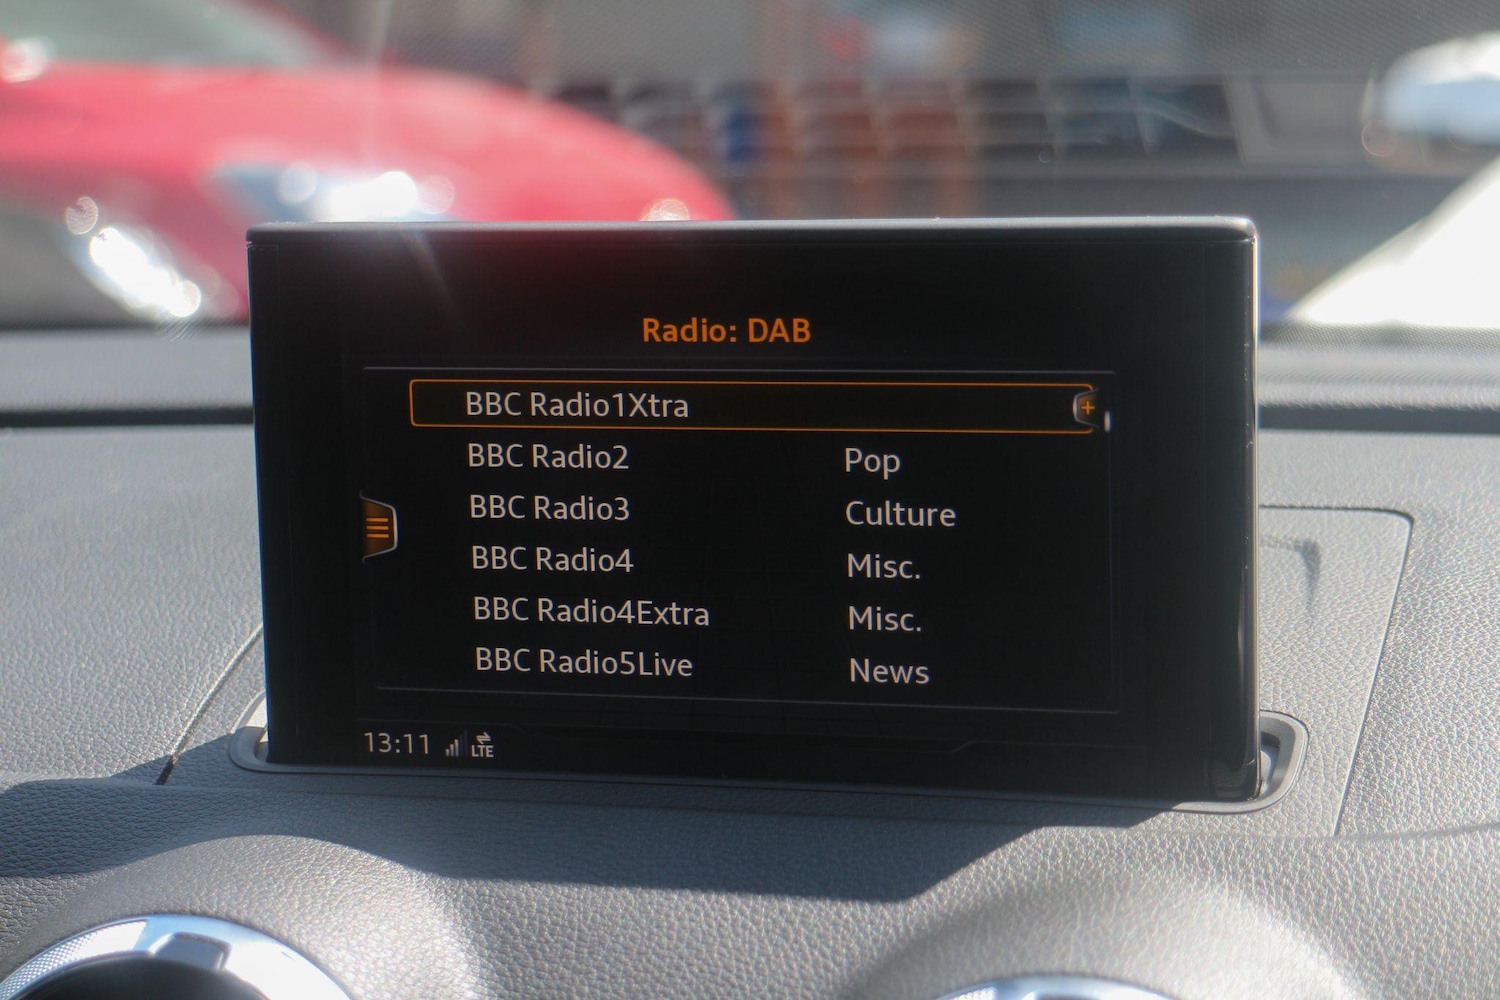 Radio: DAB
BBC Radio1Xtra
BBC Radio2 Pop
BBC Radio3 Culture
BBC Radio4 Misc.
BBC Radio4Extra Misc.
BBC Radio5Live News
13:11 LTE